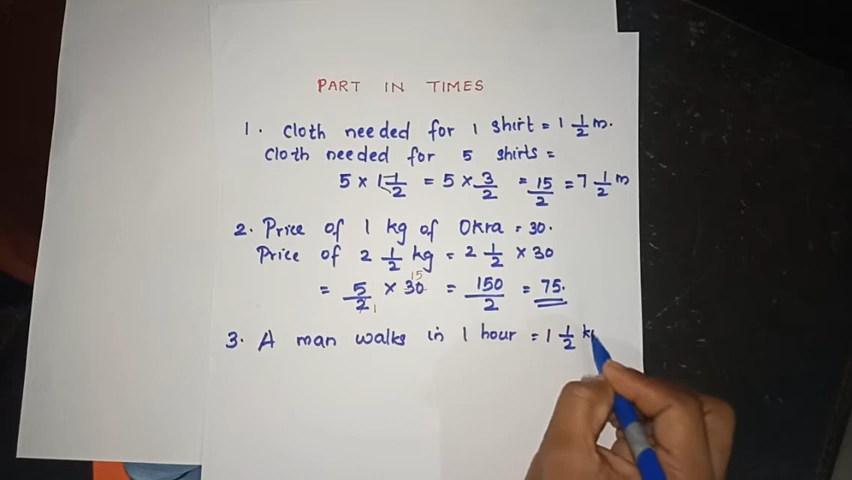 PART IN TIMES
1. Cloth needed for 1 shirt = 1 1/2 m.
Cloth needed for 5 shirts =
5 × 1 1/2 = 5 × 3/2 = 15/2 = 7 1/2 m
2. Price of 1 kg of Okra = 30.
Price of 2 1/2 kg = 2 1/2 × 30
15
= 5/2 × 30 = 150/2 = 75.
1
3. A man walks in 1 hour = 1 1/2 k